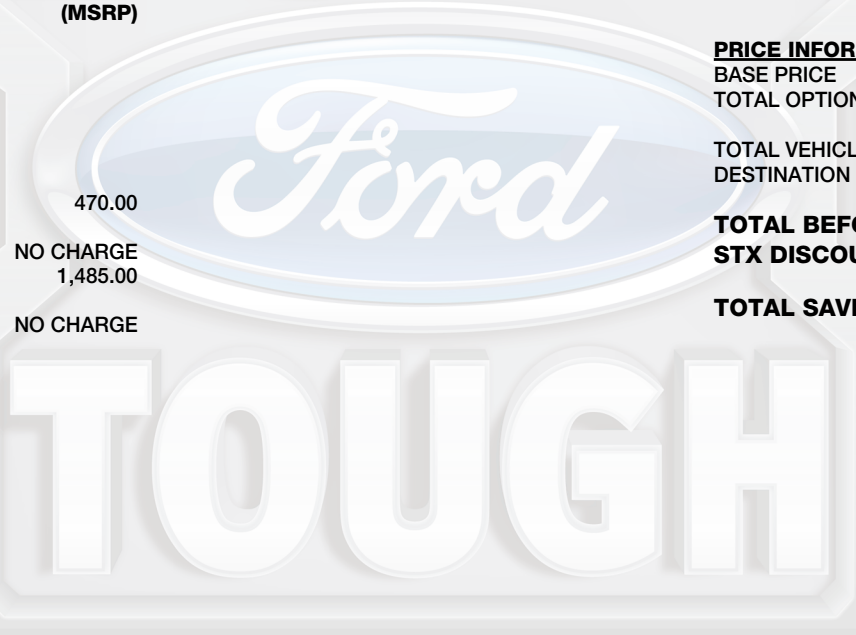 (MSRP)
470.00
NO CHARGE
1,485.00
NO CHARGE
PRICE INFOR
BASE PRICE
TOTAL OPTION
TOTAL VEHICL
DESTINATION
TOTAL BEFO
STX DISCOU
TOTAL SAVI
Ford
TOUGH